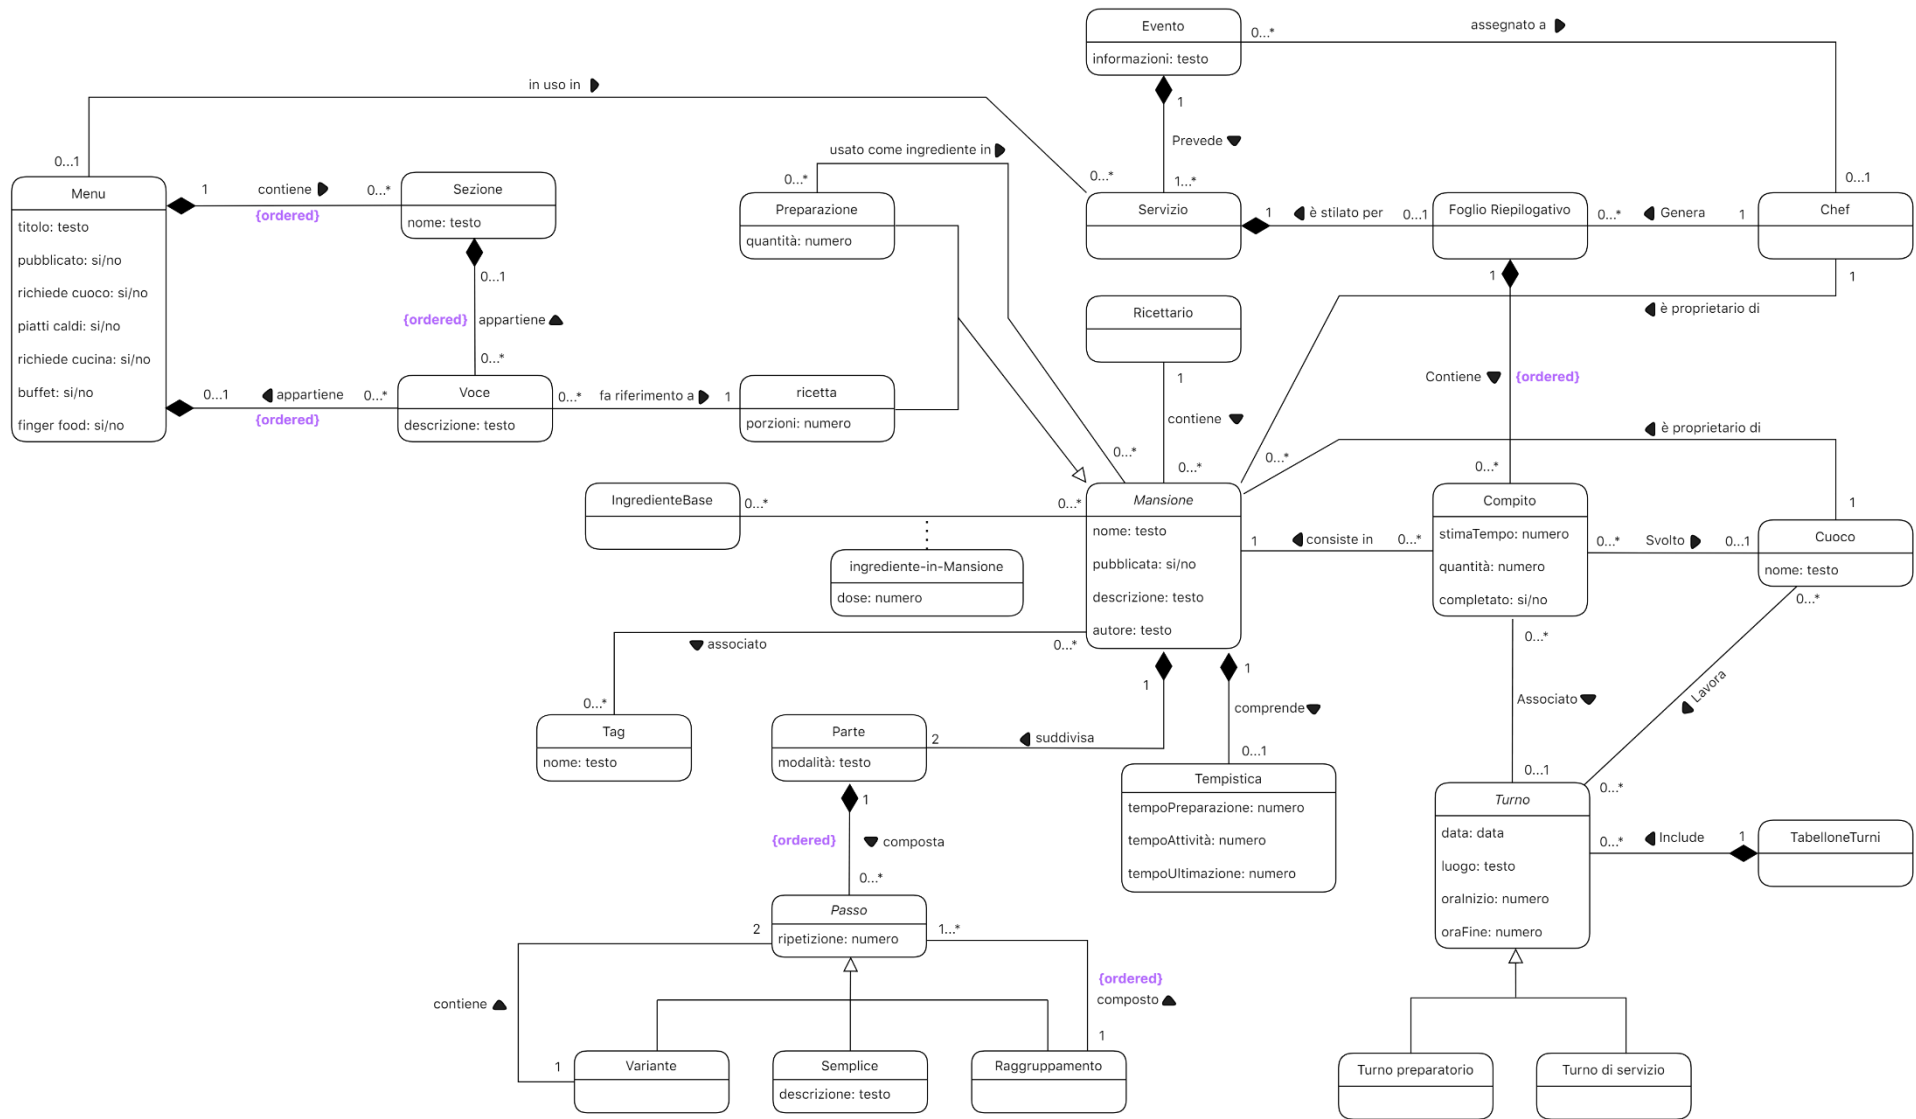 Evento
informazioni: testo
0...*
assegnato a
0...1
1
Prevede
1...*
in uso in
0...1
0...*
Menu
titolo: testo
pubblicato: si/no
richiede cuoco: si/no
piatti caldi: si/no
richiede cucina: si/no
buffet: si/no
finger food: si/no
1
contiene
0...*
{ordered}
Sezione
nome: testo
0...1
{ordered}
appartiene
0...*
0...1
appartiene
0...*
{ordered}
Voce
descrizione: testo
0...*
fa riferimento a
1
usato come ingrediente in
0...*
0...*
Preparazione
quantità: numero
ricetta
porzioni: numero
Servizio
1
è stilato per
0...1
Foglio Riepilogativo
0...*
Genera
1
Chef
1
è proprietario di
0...*
Ricettario
1
contiene
0...*
1
Contiene
{ordered}
0...*
è proprietario di
1
IngredienteBase
0...*
0...*
ingrediente-in-Mansione
dose: numero
Mansione
nome: testo
pubblicata: si/no
descrizione: testo
autore: testo
1
consiste in
0...*
Compito
stimaTempo: numero
quantità: numero
completato: si/no
0...*
Svolto
0...1
Cuoco
nome: testo
0...*
Lavora
0...*
associato
0...*
0...*
Tag
nome: testo
1
suddivisa
2
Parte
modalità: testo
1
comprende
0...1
Tempistica
tempoPreparazione: numero
tempoAttività: numero
tempoUltimazione: numero
0...*
Associato
0...1
Turno
data: data
luogo: testo
oraInizio: numero
oraFine: numero
0...*
Include
1
TabelloneTurni
1
{ordered}
composta
0...*
Passo
ripetizione: numero
2
contiene
1
1...*
{ordered}
composto
1
Variante
Semplice
descrizione: testo
Raggruppamento
Turno preparatorio
Turno di servizio